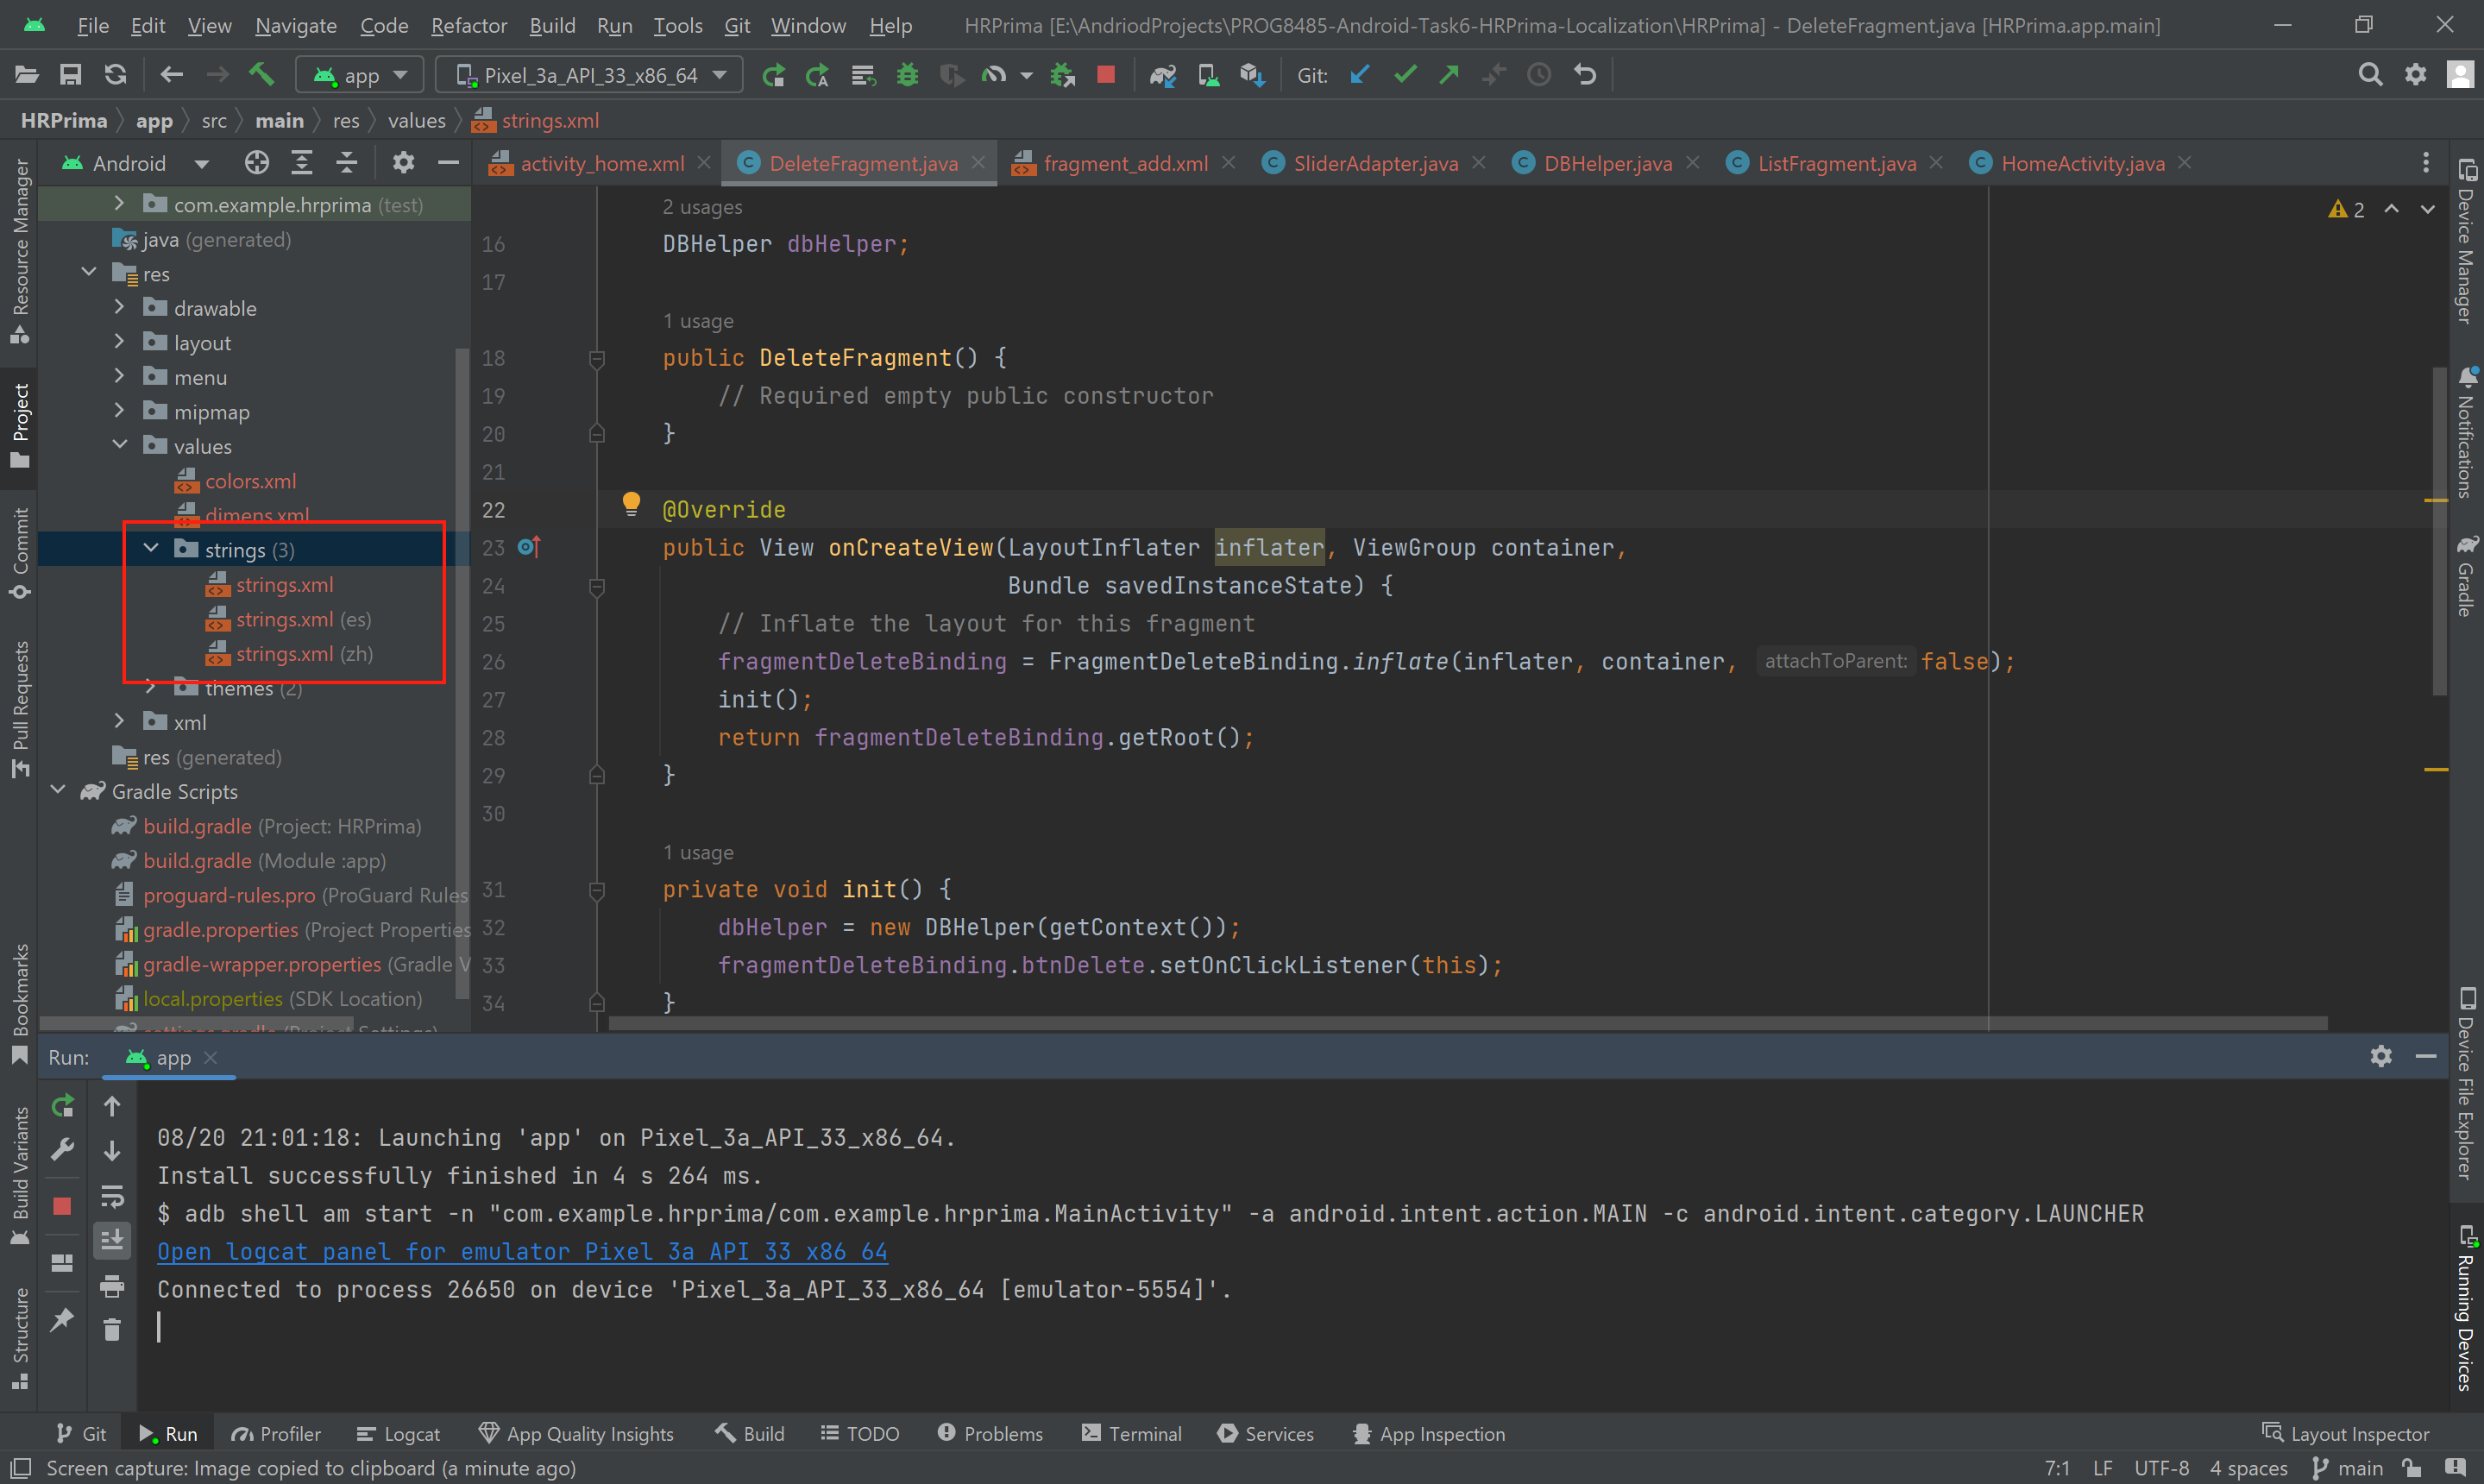 File Edit View Navigate Code Refactor Build Run Tools Git Window Help HRPrima [E:\AndriodProjects\PROG8485-Android-Task6-HRPrima-Localization\HRPrima] - DeleteFragment.java [HRPrima.app.main]
app Pixel_3a_API_33_x86_64 Git:
HRPrima app src main res values strings.xml
Android
activity_home.xml DeleteFragment.java fragment_add.xml SliderAdapter.java DBHelper.java ListFragment.java HomeActivity.java
Resource Manager
Project
Commit
Pull Requests
Bookmarks
Build Variants
Structure
com.example.hrprima (test)
java (generated)
res
drawable
layout
menu
mipmap
values
colors.xml
dimens.xml
strings (3)
strings.xml
strings.xml (es)
strings.xml (zh)
themes (2)
xml
res (generated)
Gradle Scripts
build.gradle (Project: HRPrima)
build.gradle (Module :app)
proguard-rules.pro (ProGuard Rules
gradle.properties (Project Properties
gradle-wrapper.properties (Gradle V
local.properties (SDK Location)
settings.gradle (Project Settings)
2
2 usages
16 DBHelper dbHelper;
17
1 usage
18 public DeleteFragment() {
19 // Required empty public constructor
20 }
21
22 @Override
23 public View onCreateView(LayoutInflater inflater, ViewGroup container,
24 Bundle savedInstanceState) {
25 // Inflate the layout for this fragment
26 fragmentDeleteBinding = FragmentDeleteBinding.inflate(inflater, container, attachToParent: false);
27 init();
28 return fragmentDeleteBinding.getRoot();
29 }
30
1 usage
31 private void init() {
32 dbHelper = new DBHelper(getContext());
33 fragmentDeleteBinding.btnDelete.setOnClickListener(this);
34 }
Device Manager
Notifications
Gradle
Device File Explorer
Running Devices
Run: app
08/20 21:01:18: Launching 'app' on Pixel_3a_API_33_x86_64.
Install successfully finished in 4 s 264 ms.
$ adb shell am start -n "com.example.hrprima/com.example.hrprima.MainActivity" -a android.intent.action.MAIN -c android.intent.category.LAUNCHER
Open logcat panel for emulator Pixel_3a_API_33_x86_64
Connected to process 26650 on device 'Pixel_3a_API_33_x86_64 [emulator-5554]'.
Git Run Profiler Logcat App Quality Insights Build TODO Problems Terminal Services App Inspection Layout Inspector
Screen capture: Image copied to clipboard (a minute ago) 7:1 LF UTF-8 4 spaces main